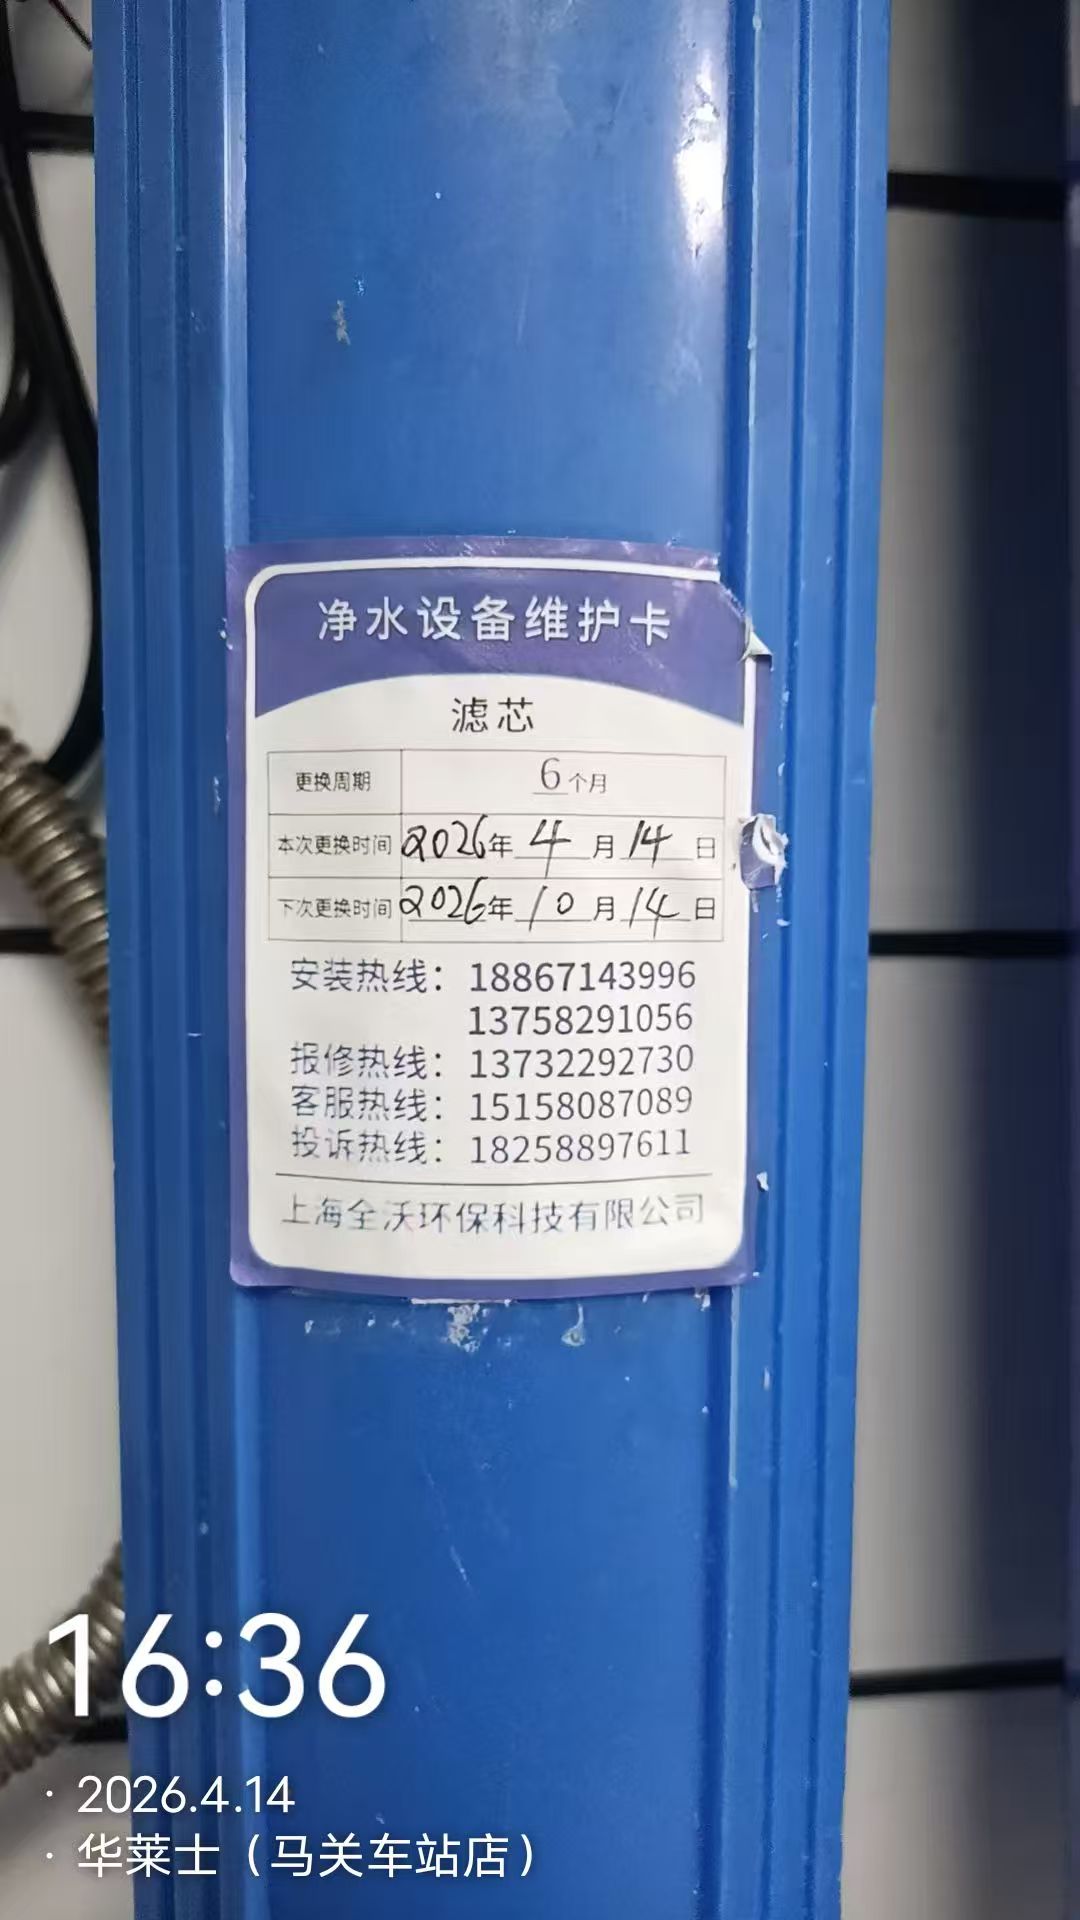 净水设备维护卡
滤芯
更换周期 6个月
本次更换时间 2026年 4 月 14 日
下次更换时间 2026年 10 月 14 日
安装热线：18867143996
13758291056
报修热线：13732292730
客服热线：15158087089
投诉热线：18258897611
上海全沃环保科技有限公司
16:36
· 2026.4.14
· 华莱士（马关车站店）